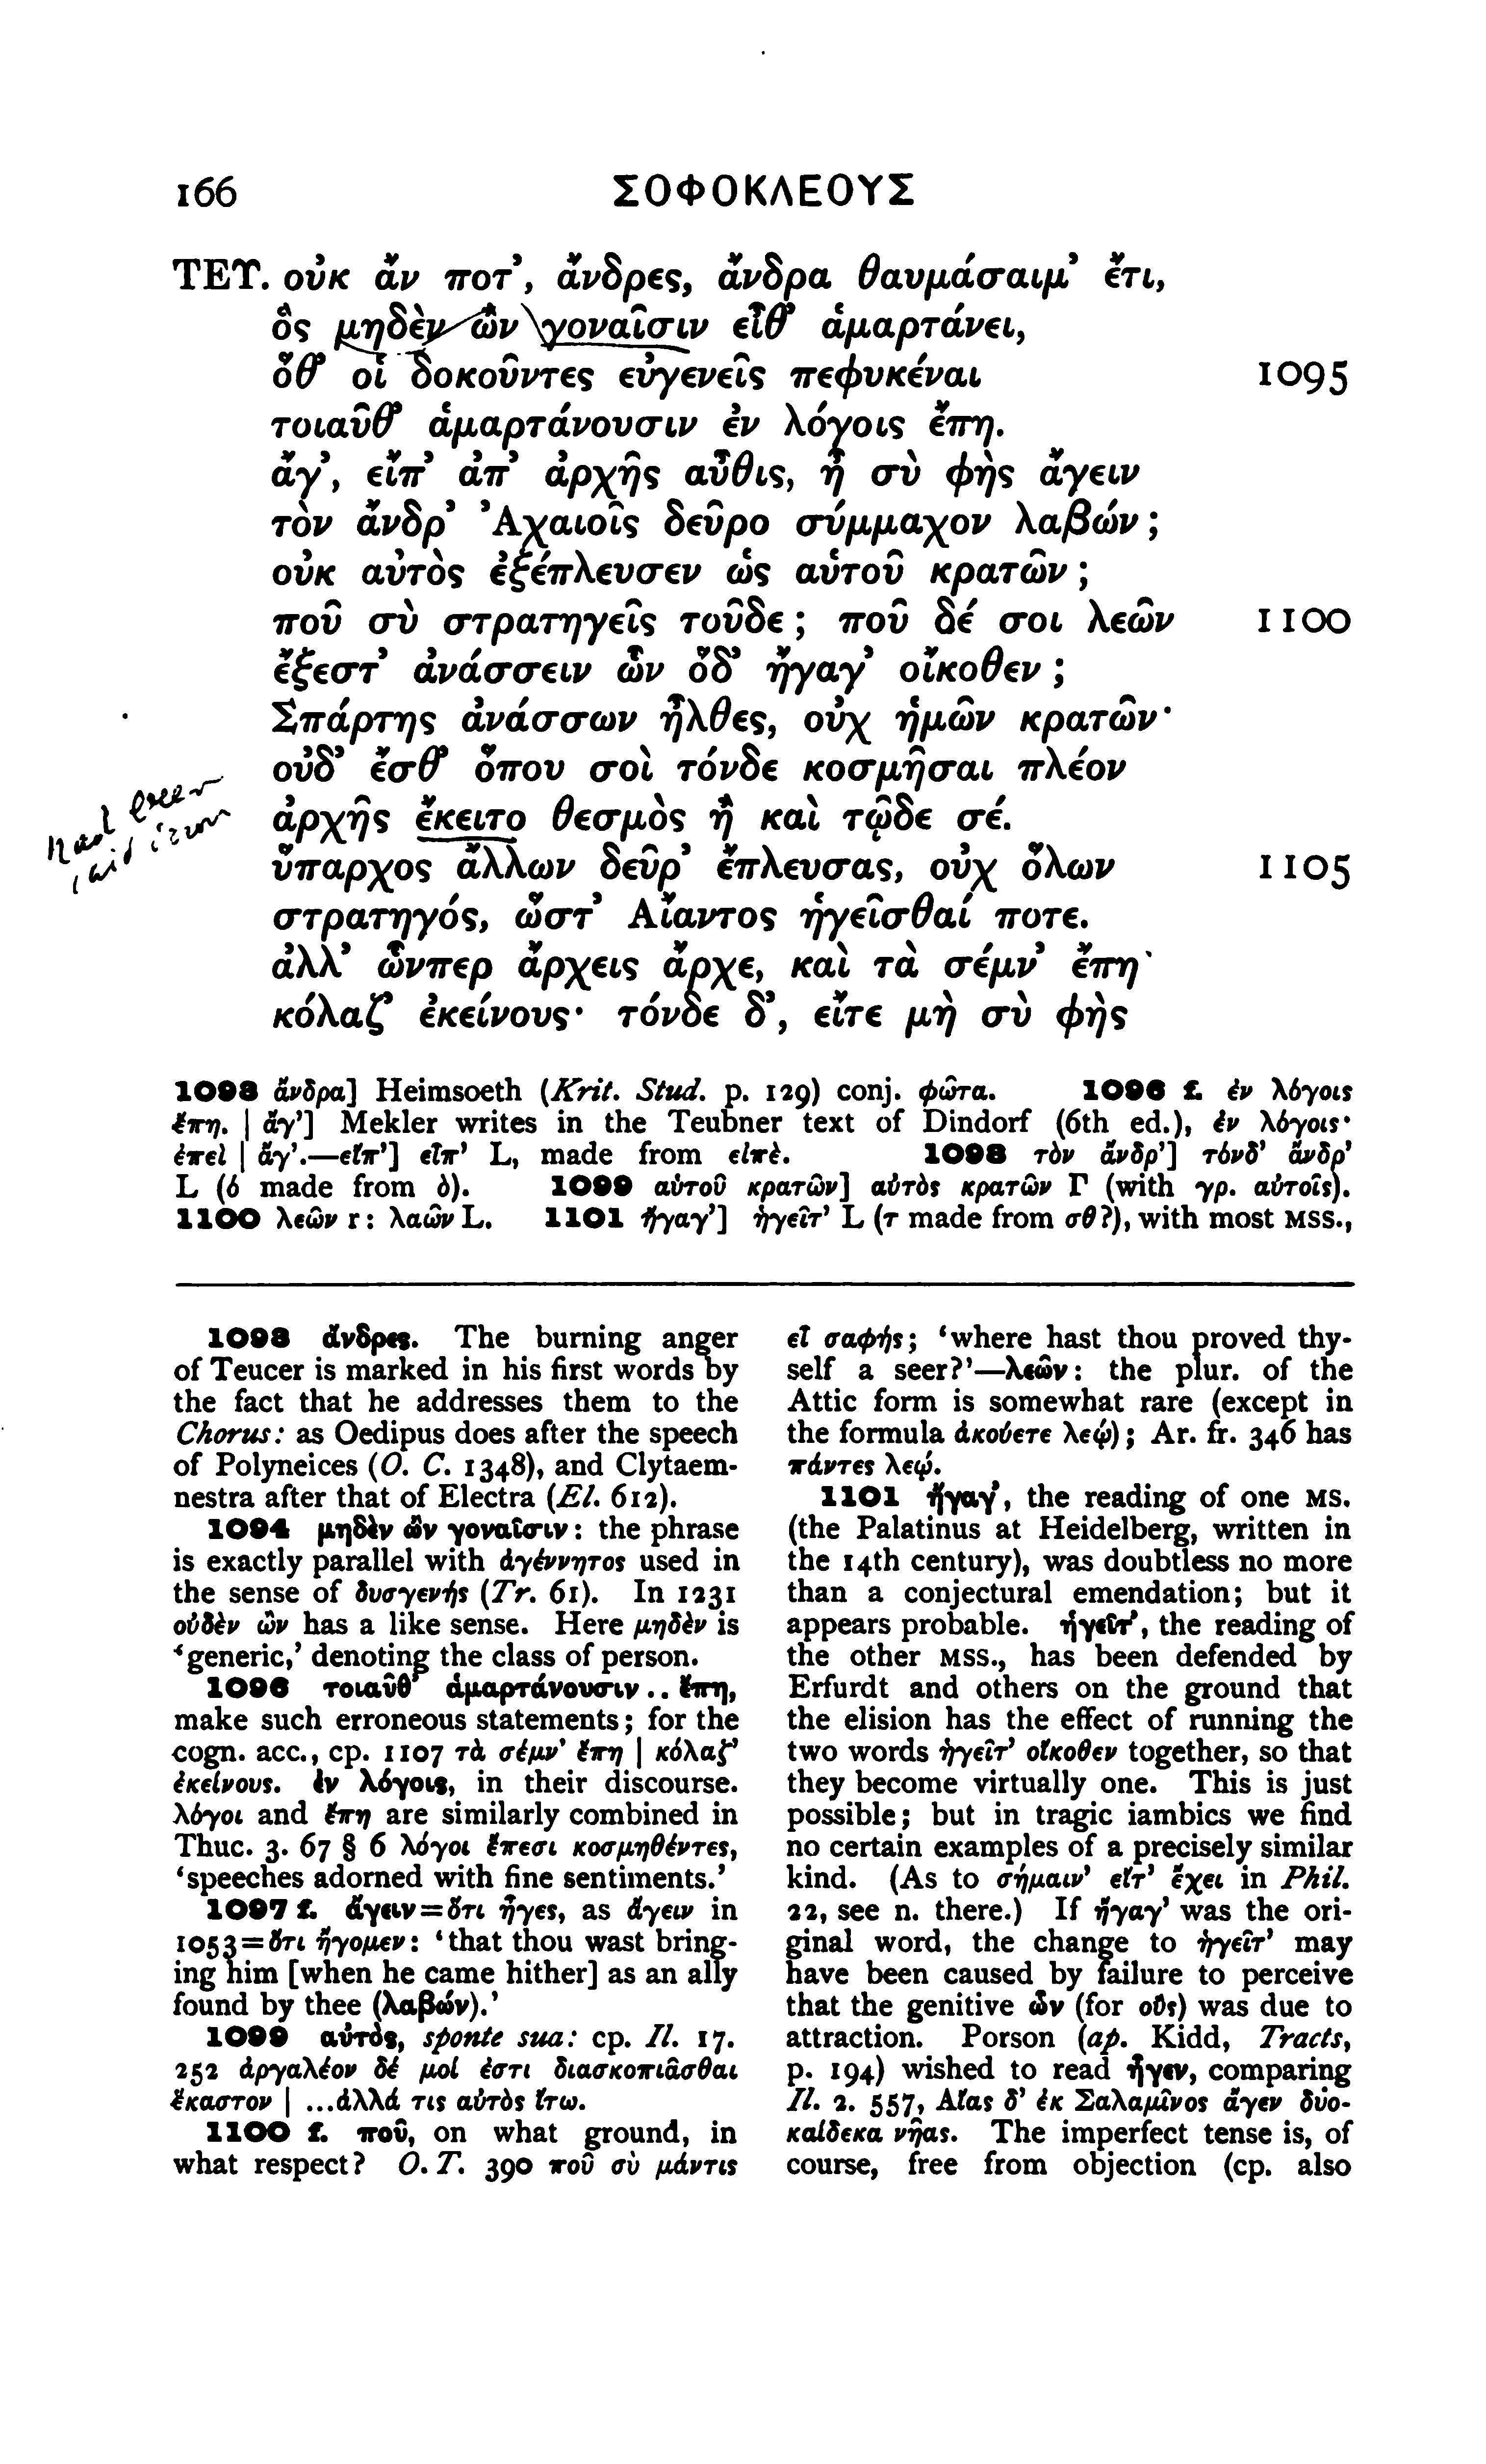 166
ΣΟΦΟΚΛΕΟΥΣ
ΤΕΥ. οὐκ ἄν ποτ’, ἄνδρες, ἄνδρα θαυμάσαιμ’ ἔτι,
ὃς μηδὲν ὢν γοναῖσιν εἶθ’ ἁμαρτάνει,
ὅθ’ οἱ δοκοῦντες εὐγενεῖς πεφυκέναι 1095
τοιαῦθ’ ἁμαρτάνουσιν ἐν λόγοις ἔπη.
ἄγ’, εἴπ’ ἀπ’ ἀρχῆς αὖθις, ἦ σὺ φῂς ἄγειν
τὸν ἄνδρ’ Ἀχαιοῖς δεῦρο σύμμαχον λαβών;
οὐκ αὐτὸς ἐξέπλευσεν ὡς αὑτοῦ κρατῶν;
ποῦ σὺ στρατηγεῖς τοῦδε; ποῦ δέ σοι λεῶν 1100
ἔξεστ’ ἀνάσσειν ὧν ὅδ’ ἤγαγ’ οἴκοθεν;
Σπάρτης ἀνάσσων ἦλθες, οὐχ ἡμῶν κρατῶν·
οὐδ’ ἔσθ’ ὅπου σοὶ τόνδε κοσμῆσαι πλέον
had been
laid down
ἀρχῆς ἔκειτο θεσμὸς ἢ καὶ τῷδε σέ.
ὕπαρχος ἄλλων δεῦρ’ ἔπλευσας, οὐχ ὅλων 1105
στρατηγός, ὥστ’ Αἴαντος ἡγεῖσθαί ποτε.
ἀλλ’ ὧνπερ ἄρχεις ἄρχε, καὶ τὰ σέμν’ ἔπη
κόλαζ’ ἐκείνους· τόνδε δ’, εἴτε μὴ σὺ φῂς
1093 ἄνδρα] Heimsoeth (Krit. Stud. p. 129) conj. φῶτα. 1096 f. ἐν λόγοις
ἔπη. | ἄγ’] Mekler writes in the Teubner text of Dindorf (6th ed.), ἐν λόγοις·
ἐπεὶ | ἄγ’.—εἴπ’] εἶπ’ L, made from εἰπὲ. 1098 τὸν ἄνδρ’] τόνδ’ ἄνδρ’
L (ό made from ὸ). 1099 αὑτοῦ κρατῶν] αὐτὸς κρατῶν Γ (with γρ. αὐτοῖς).
1100 λεῶν r: λαῶν L. 1101 ἤγαγ’] ἡγεῖτ’ L (τ made from σθ?), with most MSS.,
1093 ἄνδρες. The burning anger
of Teucer is marked in his first words by
the fact that he addresses them to the
Chorus: as Oedipus does after the speech
of Polyneices (O. C. 1348), and Clytaem-
nestra after that of Electra (El. 612).
1094 μηδὲν ὢν γοναῖσιν: the phrase
is exactly parallel with ἀγέννητος used in
the sense of δυσγενής (Tr. 61). In 1231
οὐδὲν ὢν has a like sense. Here μηδὲν is
‘generic,’ denoting the class of person.
1096 τοιαῦθ’ ἁμαρτάνουσιν.. ἔπη,
make such erroneous statements; for the
cogn. acc., cp. 1107 τὰ σέμν’ ἔπη | κόλαζ’
ἐκείνους. ἐν λόγοις, in their discourse.
λόγοι and ἔπη are similarly combined in
Thuc. 3. 67 § 6 λόγοι ἔπεσι κοσμηθέντες,
‘speeches adorned with fine sentiments.’
1097 f. ἄγειν=ὅτι ἦγες, as ἄγειν in
1053=ὅτι ἤγομεν: ‘that thou wast bring-
ing him [when he came hither] as an ally
found by thee (λαβών).’
1099 αὐτὸς, sponte sua: cp. Il. 17.
252 ἀργαλέον δέ μοί ἐστι διασκοπιᾶσθαι
ἕκαστον | ...ἀλλά τις αὐτὸς ἴτω.
1100 f. ποῦ, on what ground, in
what respect? O. T. 390 ποῦ σὺ μάντις
εἶ σαφής; ‘where hast thou proved thy-
self a seer?’—λεῶν: the plur. of the
Attic form is somewhat rare (except in
the formula ἀκούετε λεῴ); Ar. fr. 346 has
πάντες λεῴ.
1101 ἤγαγ’, the reading of one MS.
(the Palatinus at Heidelberg, written in
the 14th century), was doubtless no more
than a conjectural emendation; but it
appears probable. ἡγεῖτ’, the reading of
the other MSS., has been defended by
Erfurdt and others on the ground that
the elision has the effect of running the
two words ἡγεῖτ’ οἴκοθεν together, so that
they become virtually one. This is just
possible; but in tragic iambics we find
no certain examples of a precisely similar
kind. (As to σήμαιν’ εἴτ’ ἔχει in Phil.
22, see n. there.) If ἤγαγ’ was the ori-
ginal word, the change to ἡγεῖτ’ may
have been caused by failure to perceive
that the genitive ὧν (for οὓς) was due to
attraction. Porson (ap. Kidd, Tracts,
p. 194) wished to read ἦγεν, comparing
Il. 2. 557, Αἴας δ’ ἐκ Σαλαμῖνος ἄγεν δυο-
καίδεκα νῆας. The imperfect tense is, of
course, free from objection (cp. also